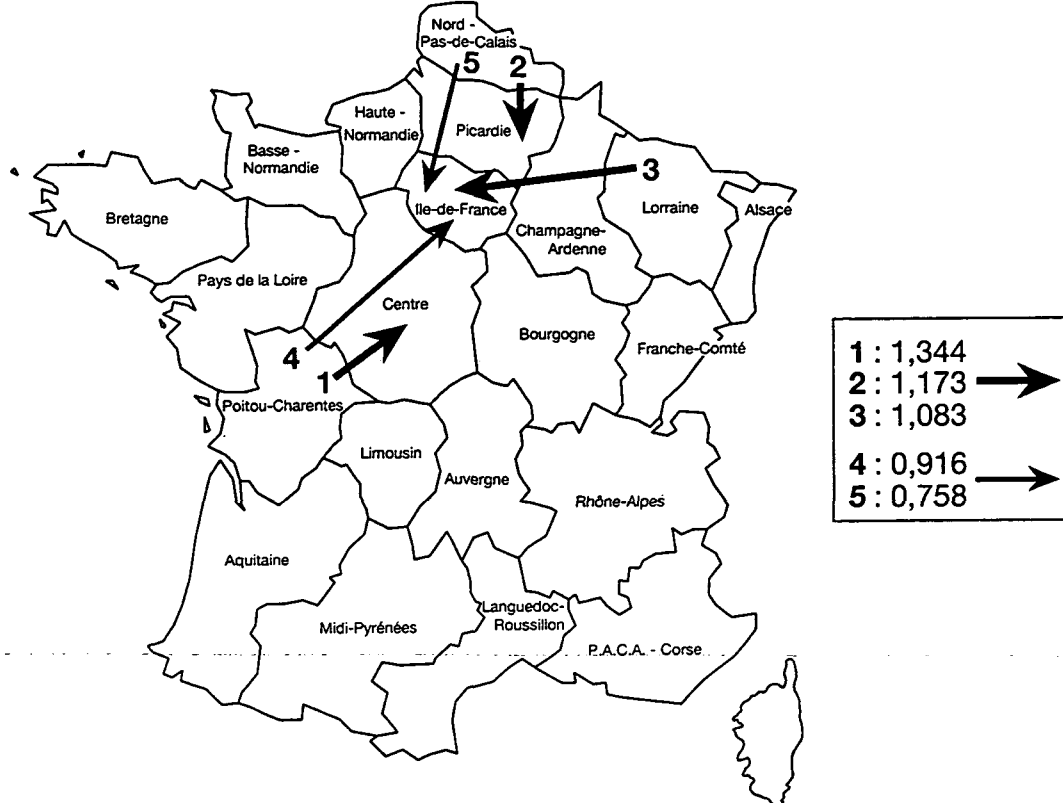 Nord -
Pas-de-Calais
5
2
Haute -
Normandie
Picardie
Basse -
Normandie
3
Bretagne
Ile-de-France
Lorraine
Alsace
Champagne-
Ardenne
Pays de la Loire
Centre
Bourgogne
Franche-Comté
4
1
Poitou-Charentes
Limousin
Auvergne
Rhône-Alpes
Aquitaine
Languedoc-
Roussillon
Midi-Pyrénées
P.A.C.A. - Corse
1 : 1,344
2 : 1,173
3 : 1,083
4 : 0,916
5 : 0,758